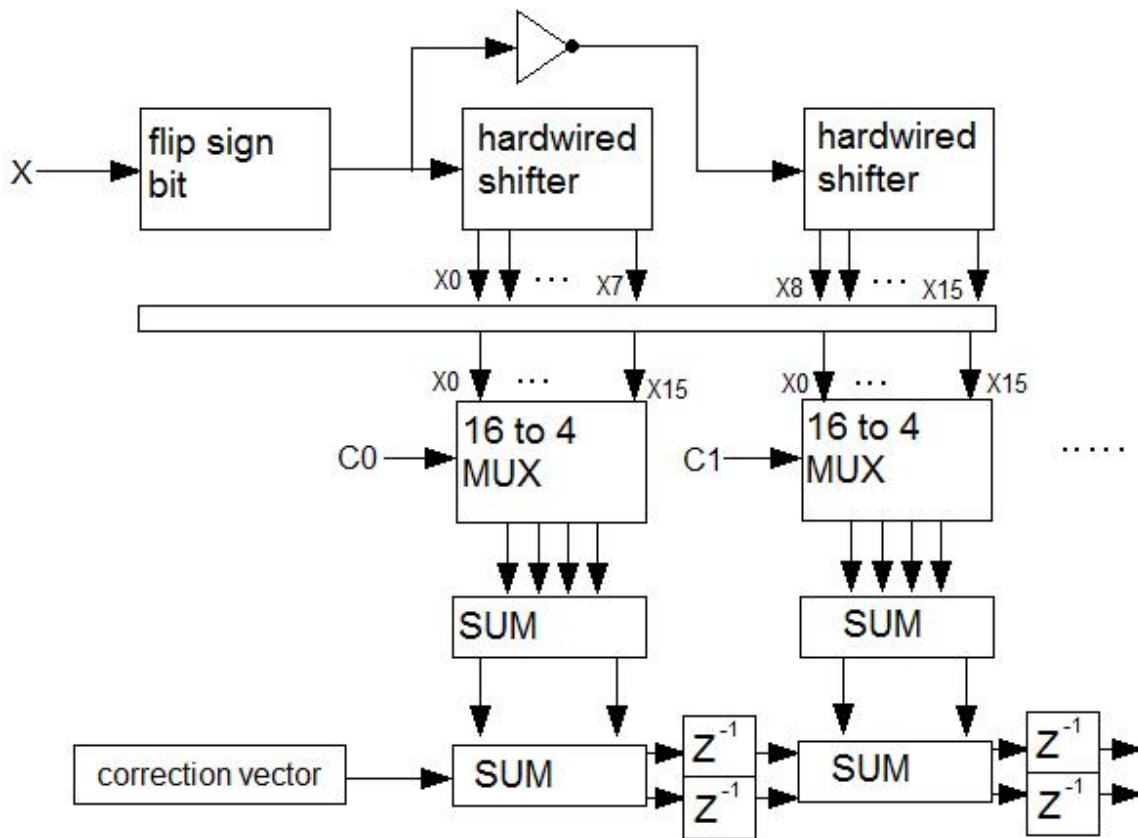 flip sign
bit
hardwired
shifter
hardwired
shifter
X
X0 ... X7
X8 ... X15
X0 ... X15
X0 ... X15
C0
16 to 4
MUX
C1
16 to 4
MUX
.....
SUM
SUM
correction vector
SUM
Z⁻¹
Z⁻¹
SUM
Z⁻¹
Z⁻¹